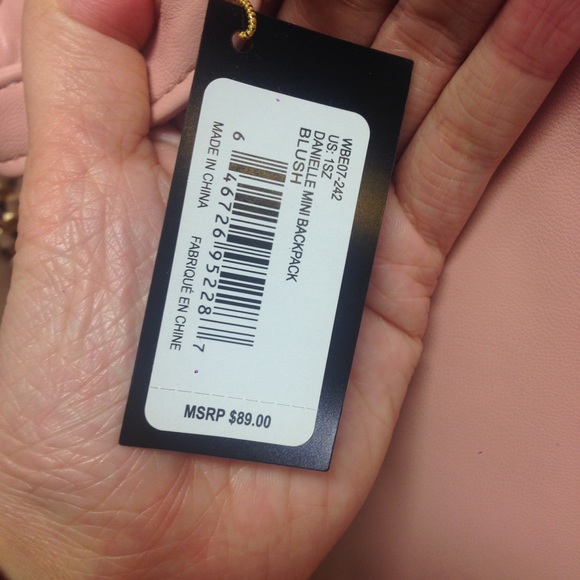 WBE07-242
US: 1SZ
DANIELLE MINI BACKPACK
BLUSH
6 46726 95228 7
MADE IN CHINA FABRIQUÉ EN CHINE
MSRP $89.00